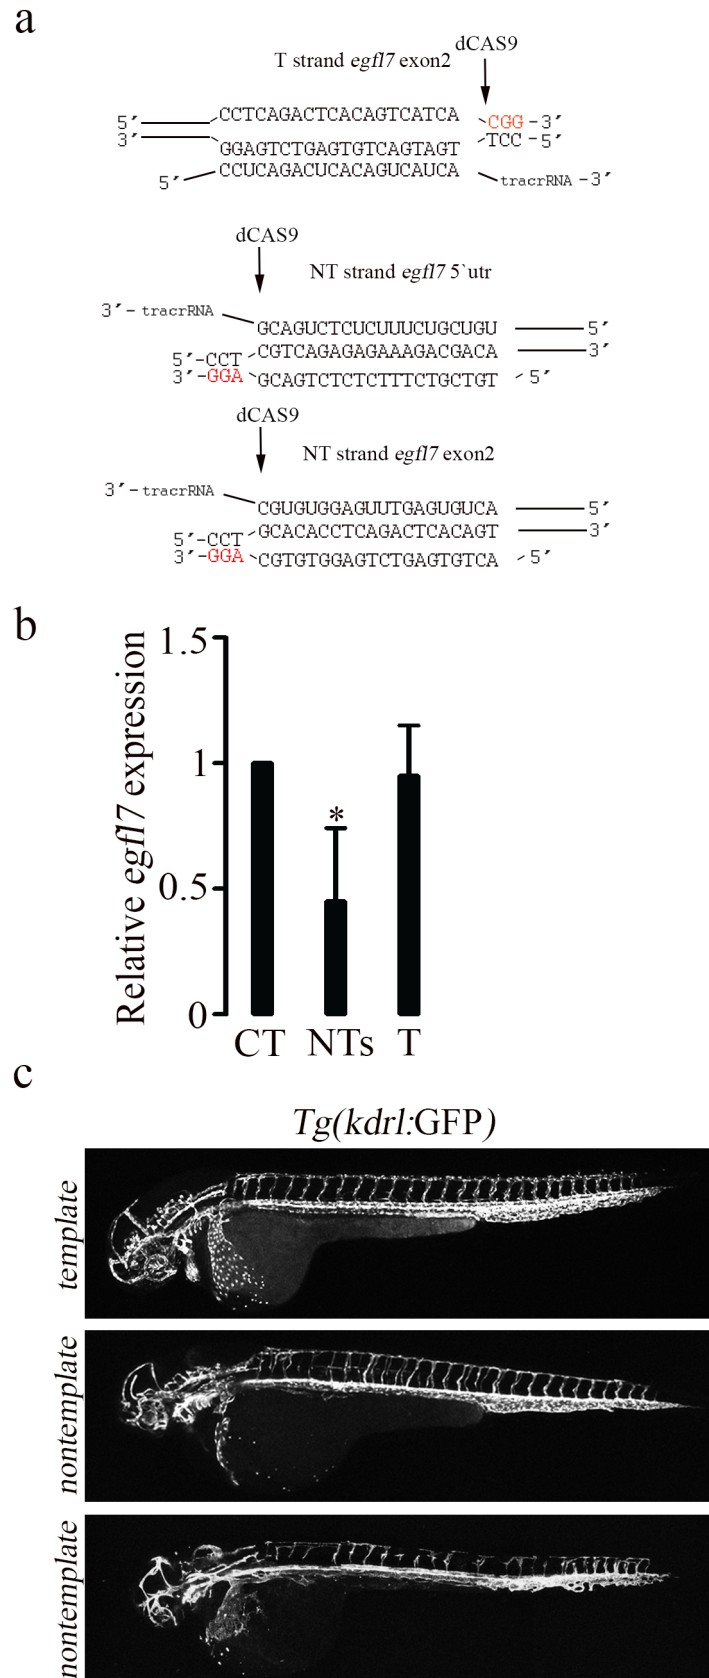 a
dCAS9
T strand egfl7 exon2
CCTCAGACTCACAGTCATCA
5′ CGG -3′
3′ TCC -5′
GGAGTCTGAGTGTCAGTAGT
CCUCAGACUCACAGUCAUCA
5′ tracrRNA -3′
dCAS9
NT strand egfl7 5`utr
3′- tracrRNA
GCAGUCUCUCUUUCUGCUGU 5′
5′-CCT CGTCAGAGAGAAAGACGACA 3′
3′-GGA GCAGTCTCTCTTTCTGCTGT 5′
dCAS9
NT strand egfl7 exon2
3′-tracrRNA
CGUGUGGAGUUTGAGUGUCA 5′
5′-CCT GCACACCTCAGACTCACAGT 3′
3′-GGA CGTGTGGAGTCTGAGTGTCA 5′
b
Relative egfl7 expression
1.5
1
0.5
0
*
CT NTs T
c
Tg(kdrl:GFP)
template
nontemplate
nontemplate